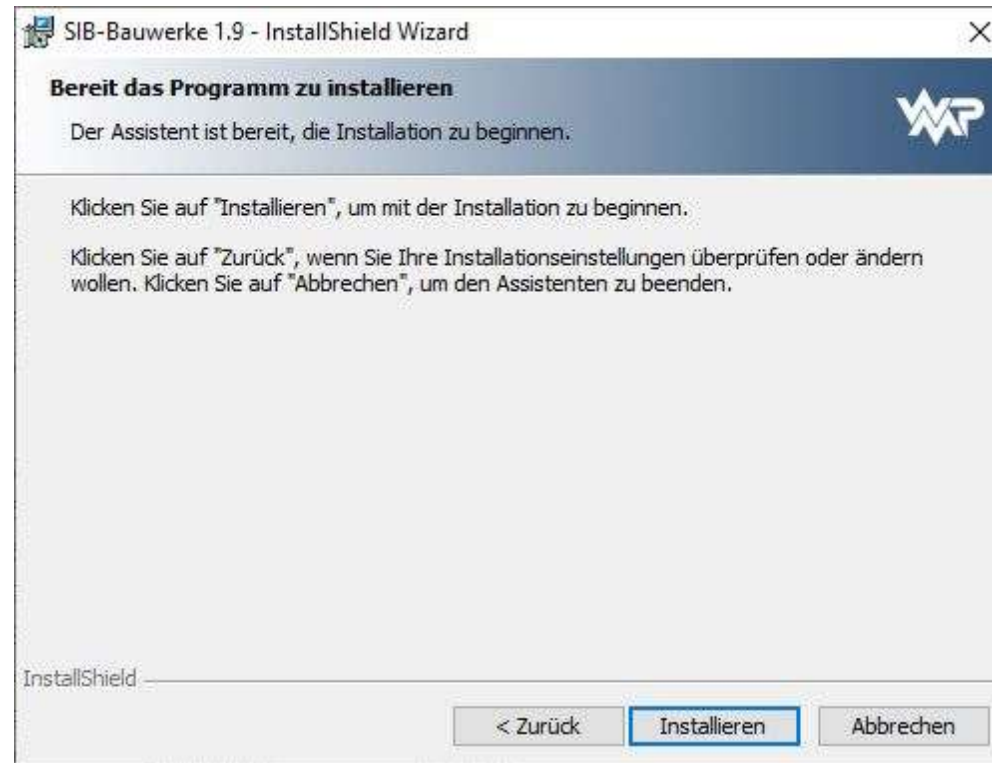 SIB-Bauwerke 1.9 - InstallShield Wizard
Bereit das Programm zu installieren
Der Assistent ist bereit, die Installation zu beginnen.
WMP
Klicken Sie auf "Installieren", um mit der Installation zu beginnen.
Klicken Sie auf "Zurück", wenn Sie Ihre Installationseinstellungen überprüfen oder ändern
wollen. Klicken Sie auf "Abbrechen", um den Assistenten zu beenden.
InstallShield
< Zurück
Installieren
Abbrechen